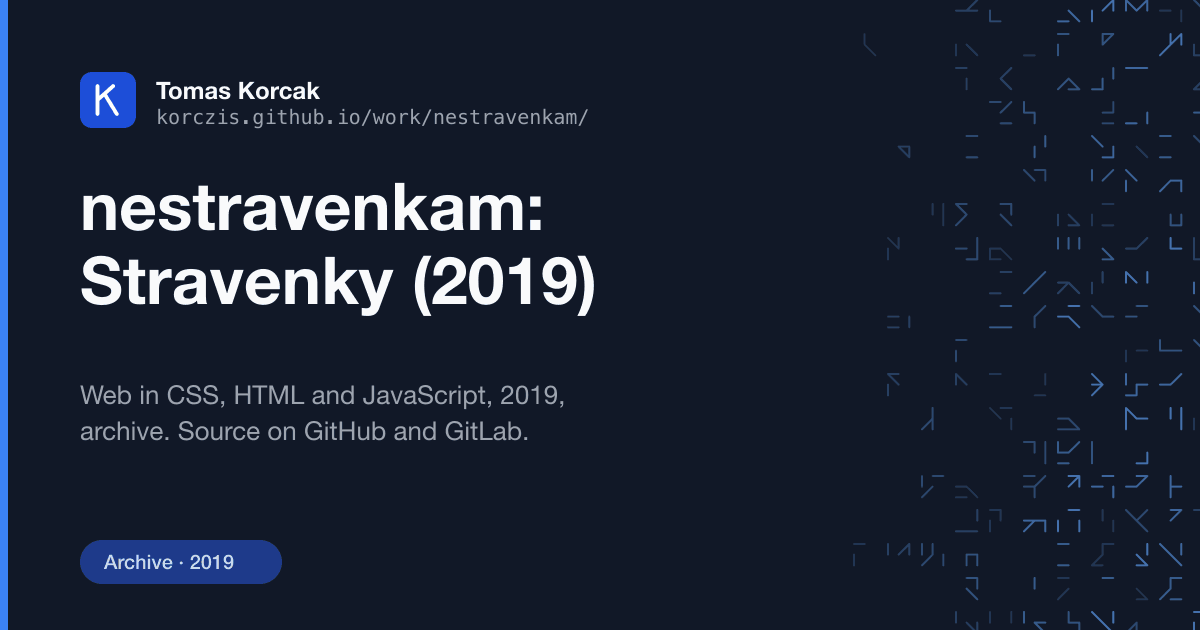 K
Tomas Korcak
korczis.github.io/work/nestravenkam/
nestravenkam:
Stravenky (2019)
Web in CSS, HTML and JavaScript, 2019,
archive. Source on GitHub and GitLab.
Archive · 2019